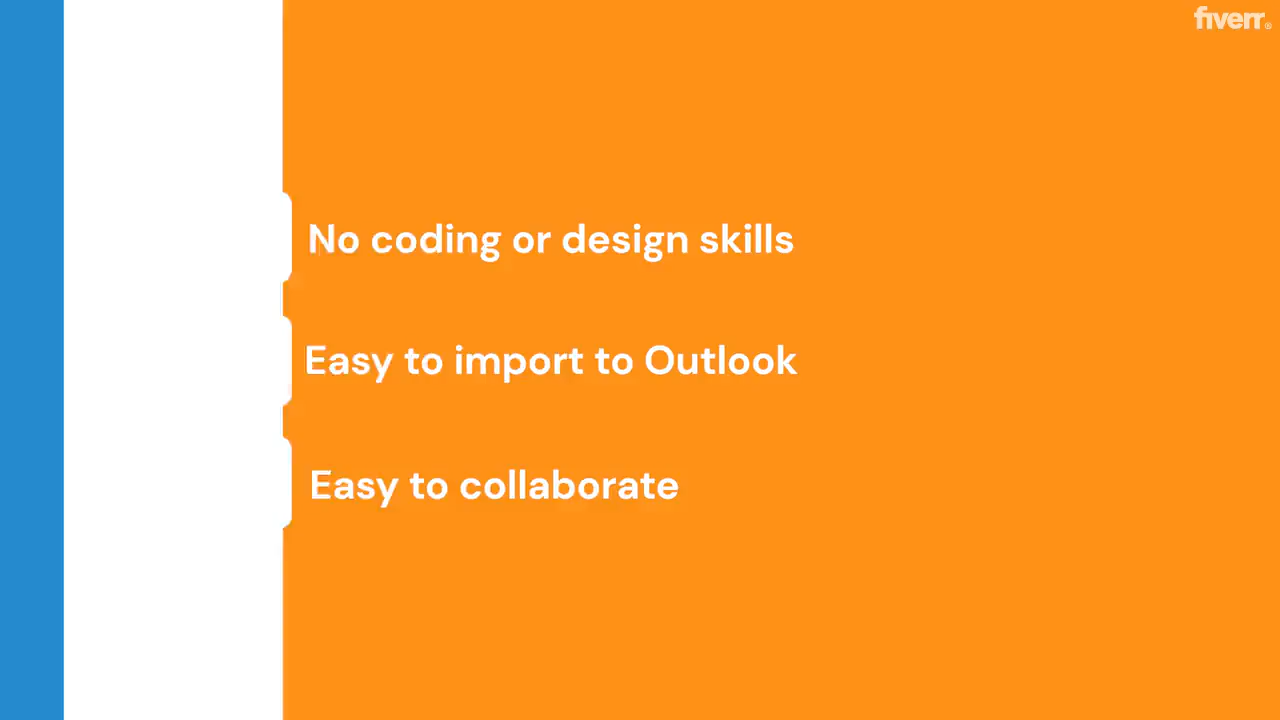 fiverr®
No coding or design skills
Easy to import to Outlook
Easy to collaborate